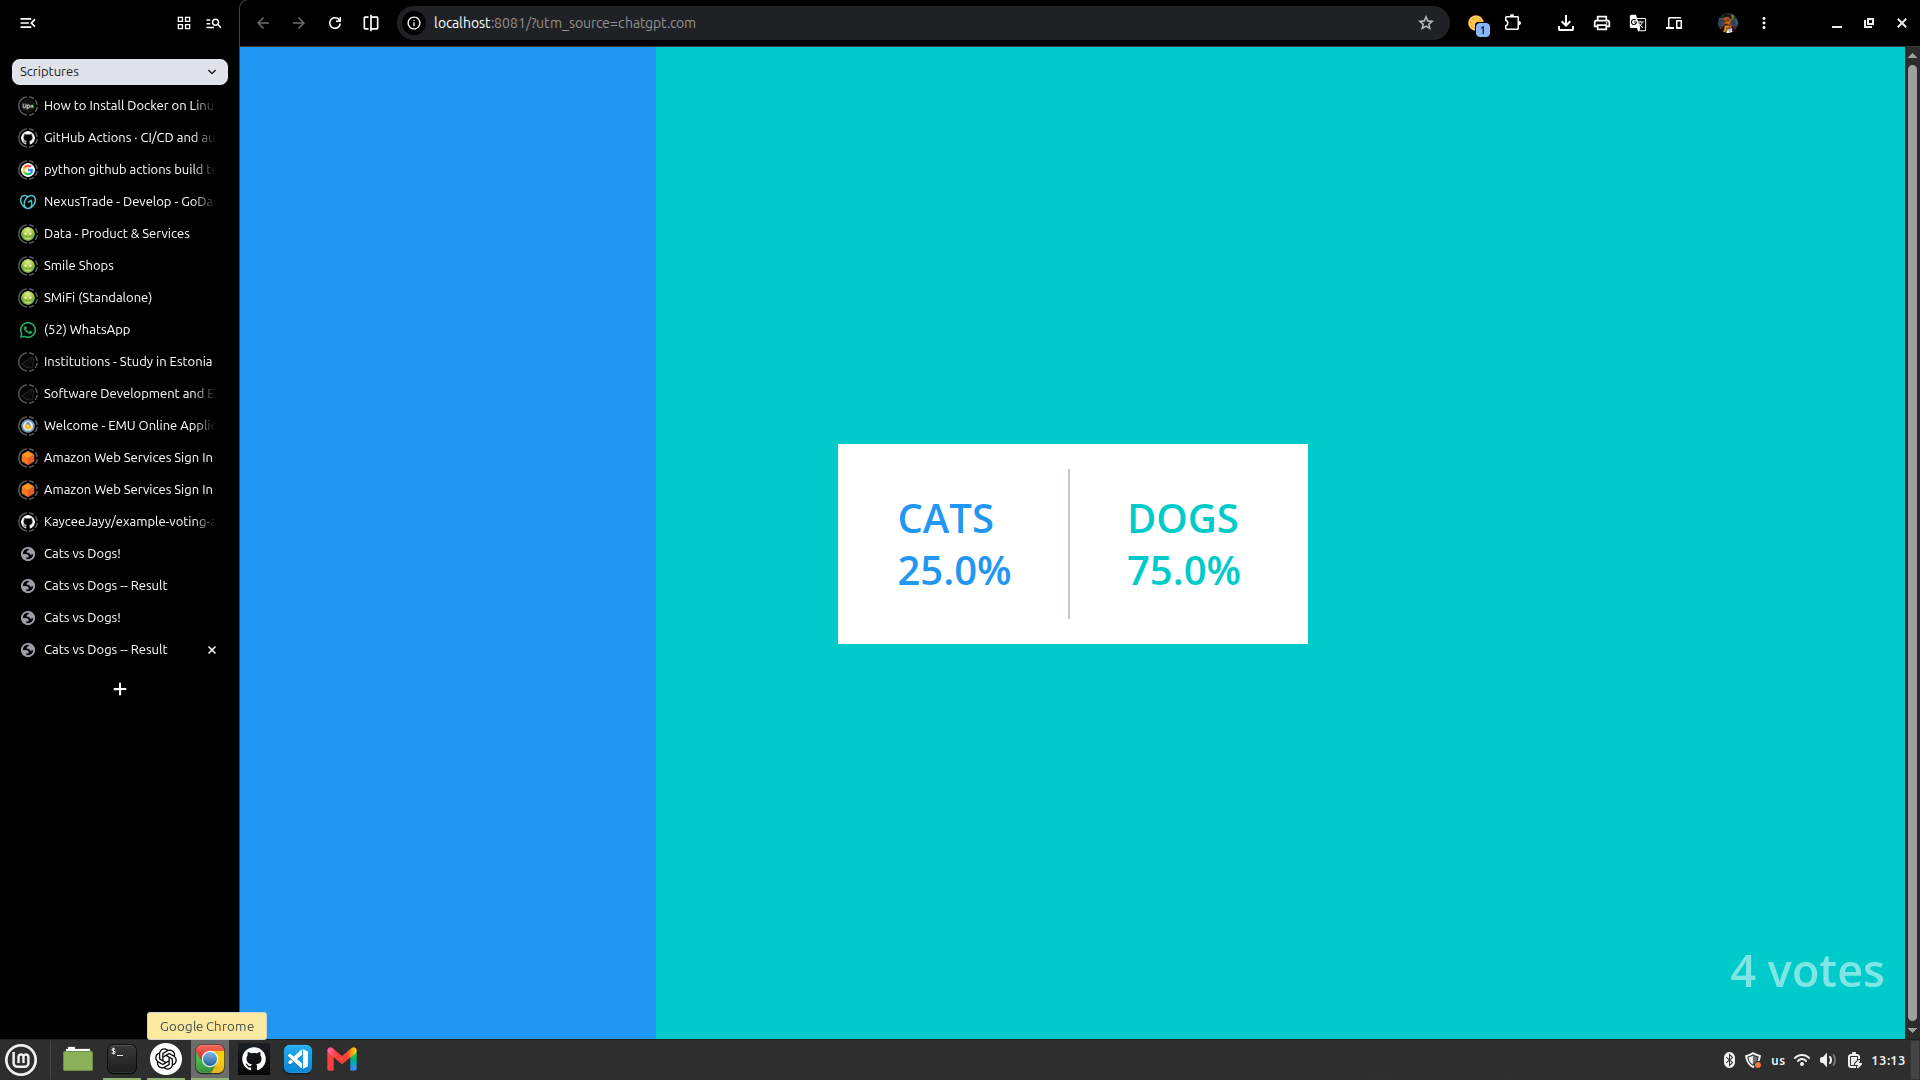 localhost:8081/?utm_source=chatgpt.com
1
Scriptures
How to Install Docker on Linu
GitHub Actions · CI/CD and au
python github actions build te
NexusTrade - Develop - GoDa
Data - Product & Services
Smile Shops
SMiFi (Standalone)
(52) WhatsApp
Institutions - Study in Estonia
Software Development and E
Welcome - EMU Online Applic
Amazon Web Services Sign In
Amazon Web Services Sign In
KayceeJayy/example-voting-a
Cats vs Dogs!
Cats vs Dogs -- Result
Cats vs Dogs!
Cats vs Dogs -- Result
CATS
25.0%
DOGS
75.0%
4 votes
Google Chrome
us
13:13